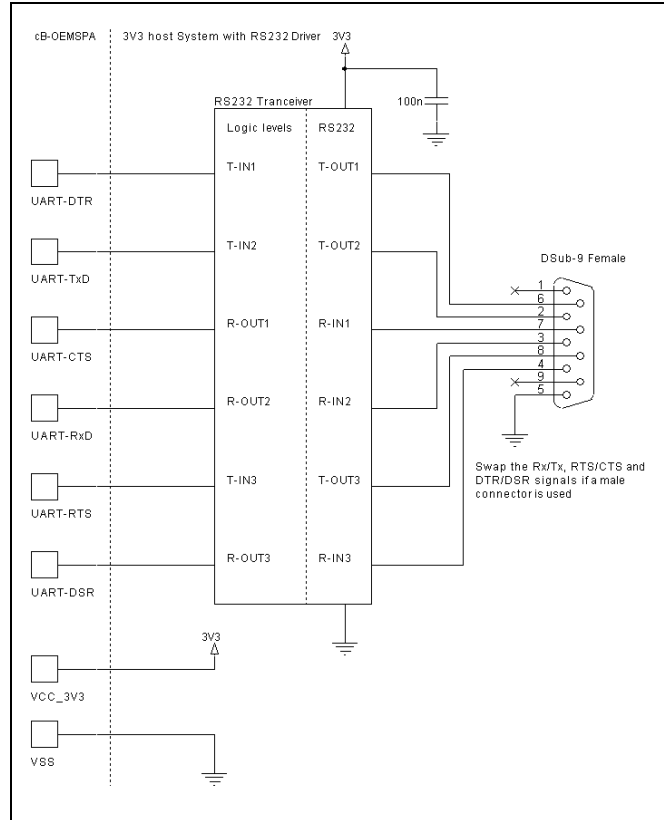 cB-OEMSPA
3V3 host System with RS232 Driver
3V3
100n
RS232 Tranceiver
Logic levels
RS232
UART-DTR
T-IN1
T-OUT1
UART-TxD
T-IN2
T-OUT2
UART-CTS
R-OUT1
R-IN1
UART-RxD
R-OUT2
R-IN2
UART-RTS
T-IN3
T-OUT3
UART-DSR
R-OUT3
R-IN3
DSub-9 Female
1
6
2
7
3
8
4
9
5
Swap the Rx/Tx, RTS/CTS and
DTR/DSR signals if a male
connector is used
3V3
VCC_3V3
VSS